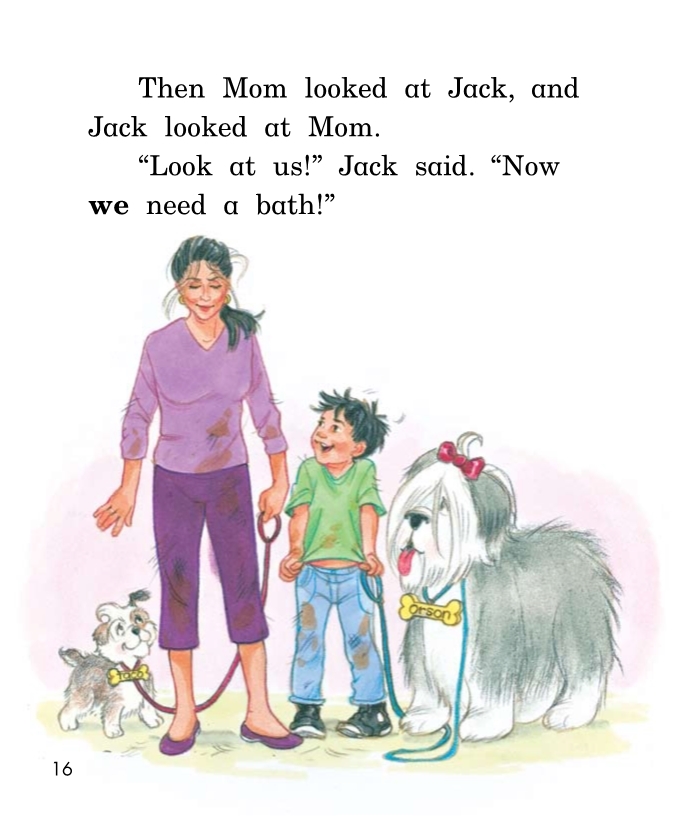 Then Mom looked at Jack, and
Jack looked at Mom.
“Look at us!” Jack said. “Now
we need a bath!”
Taco
Orson
16